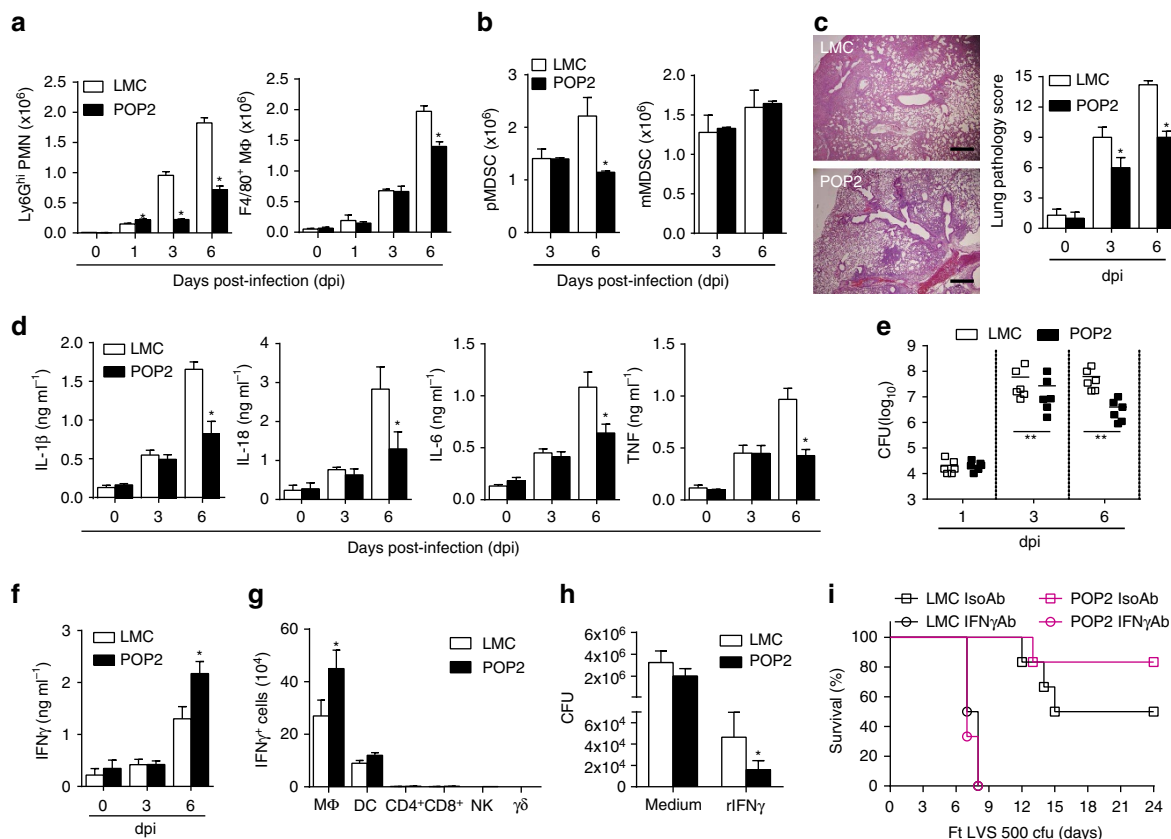 a
Ly6G^hi PMN (x10^6)
2.5
2.0
1.5
1.0
0.5
0.0
LMC
POP2
* * *
0 1 3 6
F4/80^+ MΦ (x10^6)
2.5
2.0
1.5
1.0
0.5
0.0
*
0 1 3 6
Days post-infection (dpi)
b
pMDSC (x10^6)
3
2
1
0
LMC
POP2
*
3 6
mMDSC (x10^6)
2.0
1.5
1.0
0.5
0.0
3 6
Days post-infection (dpi)
c
LMC
POP2
Lung pathology score
15
12
9
6
3
0
LMC
POP2
* *
0 3 6
dpi
d
IL-1β (ng ml^−1)
2.0
1.5
1.0
0.5
0.0
LMC
POP2
*
0 3 6
IL-18 (ng ml^−1)
4
3
2
1
0
*
0 3 6
IL-6 (ng ml^−1)
1.5
1.0
0.5
0.0
*
0 3 6
TNF (ng ml^−1)
1.5
1.0
0.5
0.0
*
0 3 6
Days post-infection (dpi)
e
LMC POP2
CFU(log_10)
9
8
7
6
5
4
3
** **
1 3 6
dpi
f
IFNγ (ng ml^−1)
3
2
1
0
LMC
POP2
*
0 3 6
dpi
g
IFNγ^+ cells (10^4)
60
40
20
0
*
LMC
POP2
MΦ DC CD4^+CD8^+ NK γδ
h
CFU
6x10^6
4x10^6
2x10^6
6x10^4
4x10^4
2x10^4
0
LMC
POP2
*
Medium rIFNγ
i
LMC IsoAb POP2 IsoAb
LMC IFNγAb POP2 IFNγAb
Survival (%)
100
80
60
40
20
0
0 3 6 9 12 15 18 21 24
Ft LVS 500 cfu (days)